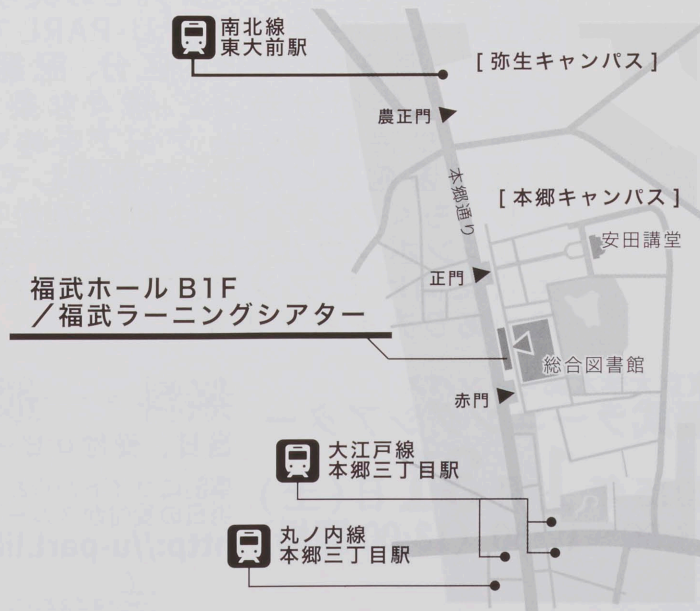 南北線
東大前駅
[ 弥生キャンパス ]
農正門
本郷通り
[ 本郷キャンパス ]
安田講堂
正門
福武ホール B1F
／福武ラーニングシアター
総合図書館
赤門
大江戸線
本郷三丁目駅
丸ノ内線
本郷三丁目駅
http://u-part.lib